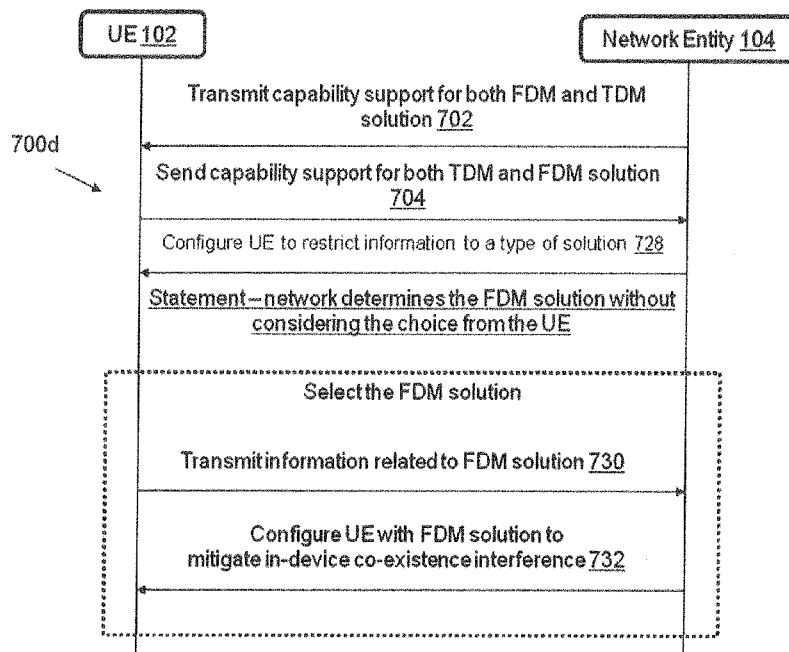 UE 102
Network Entity 104
Transmit capability support for both FDM and TDM
solution 702
700d
Send capability support for both TDM and FDM solution
704
Configure UE to restrict information to a type of solution 728
Statement – network determines the FDM solution without
considering the choice from the UE
Select the FDM solution
Transmit information related to FDM solution 730
Configure UE with FDM solution to
mitigate in-device co-existence interference 732